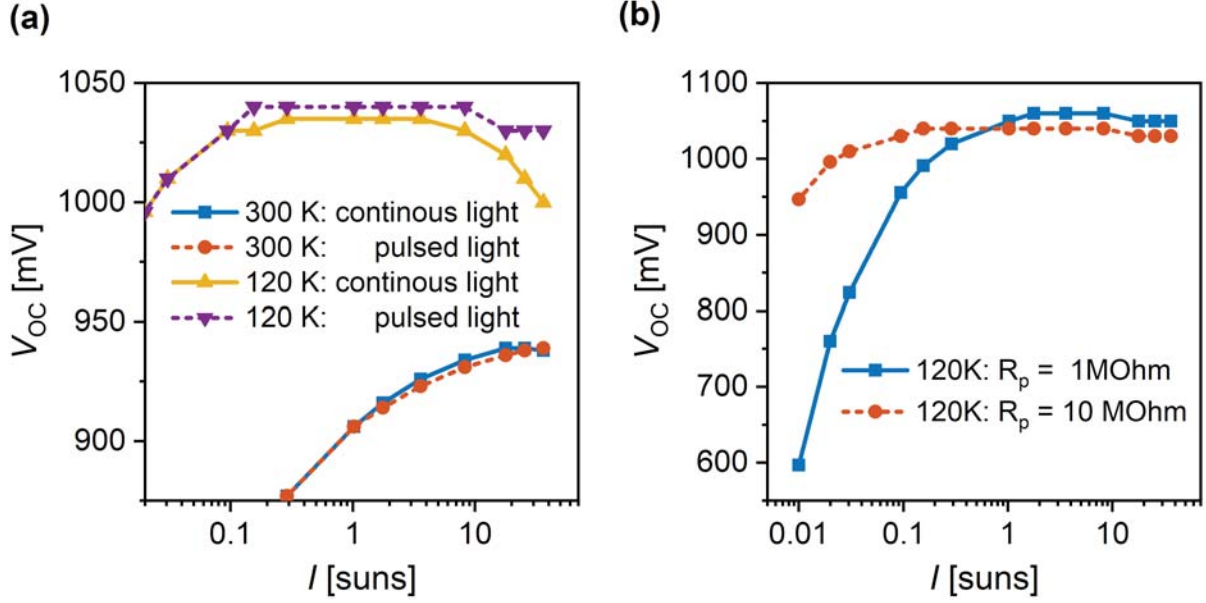 (a)
1050
1000
950
900
V_OC [mV]
300 K: continous light
300 K: pulsed light
120 K: continous light
120 K: pulsed light
0.1 1 10
I [suns]
(b)
1100
1000
900
800
700
600
V_OC [mV]
120K: R_p = 1MOhm
120K: R_p = 10 MOhm
0.01 0.1 1 10
I [suns]